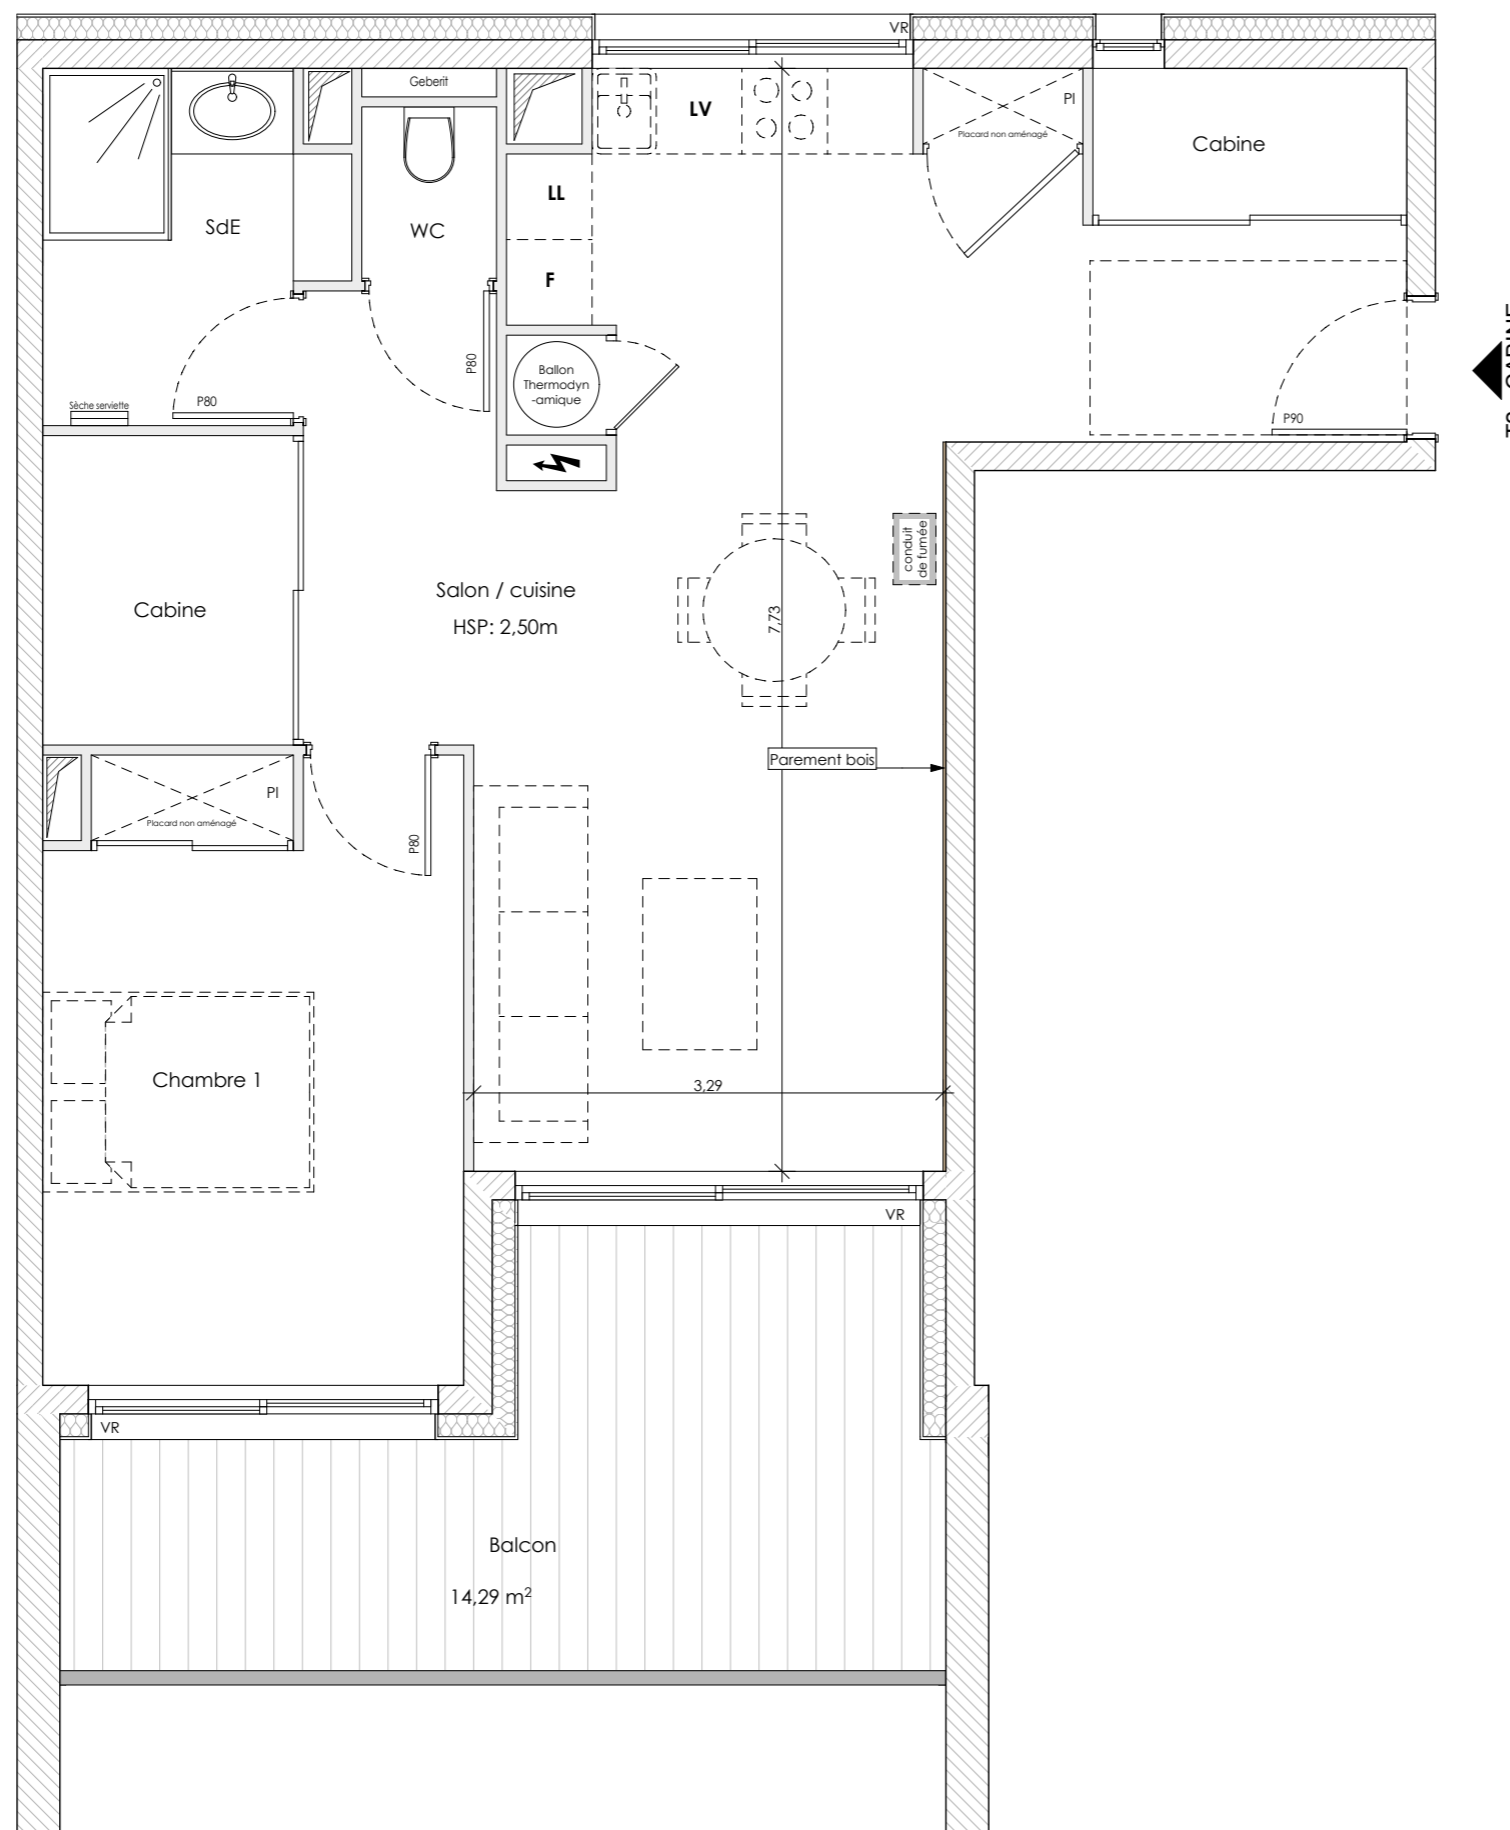 VR
Geberit
LV
PI
Placard non aménagé
Cabine
LL
SdE
WC
F
Ballon
Thermodyn
-amique
P80
P80
Sèche serviette
P90
conduit
de fumée
Salon / cuisine
HSP: 2,50m
Cabine
7,73
Parement bois
PI
Placard non aménagé
P80
Chambre 1
3,29
VR
VR
Balcon
14,29 m²